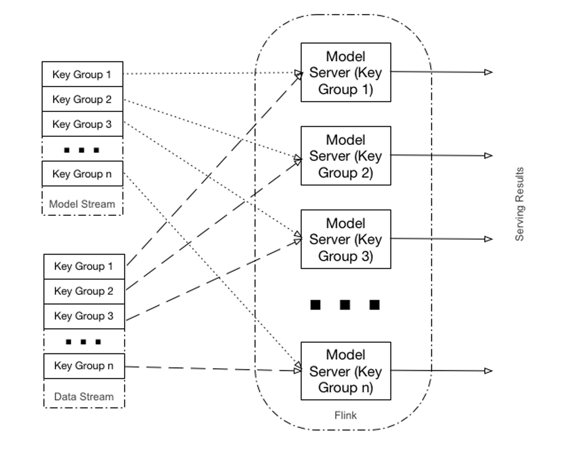 Key Group 1
Key Group 2
Key Group 3
Key Group n
Model Stream
Key Group 1
Key Group 2
Key Group 3
Key Group n
Data Stream
Model
Server (Key
Group 1)
Model
Server (Key
Group 2)
Model
Server (Key
Group 3)
Model
Server (Key
Group n)
Flink
Serving Results